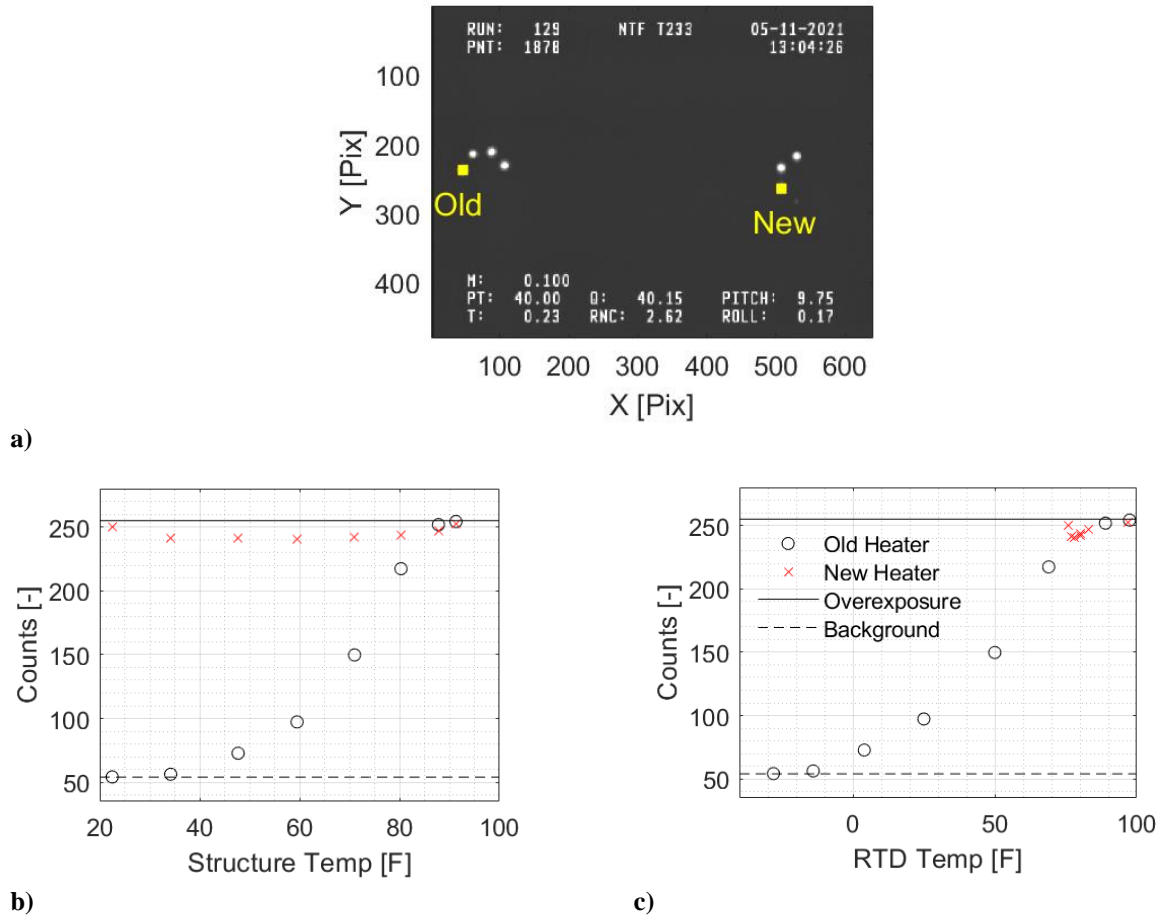 RUN: 129 NTF T233 05-11-2021
PNT: 1878 13:04:26
100
200
300
400
Y [Pix]
Old
New
M: 0.100
PT: 40.00 Q: 40.15 PITCH: 9.75
T: 0.23 RNC: 2.62 ROLL: 0.17
100 200 300 400 500 600
X [Pix]
a)
250
200
150
100
50
Counts [-]
20 40 60 80 100
Structure Temp [F]
b)
250
200
150
100
50
Counts [-]
Old Heater
New Heater
Overexposure
Background
0 50 100
RTD Temp [F]
c)